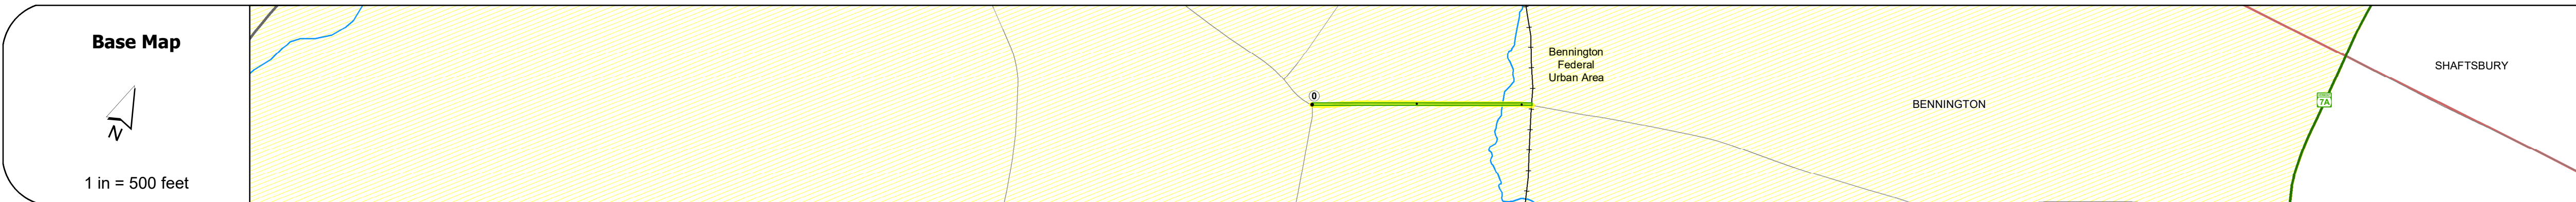 Base Map
N
1 in = 500 feet
0
Bennington
Federal
Urban Area
BENNINGTON
7A
SHAFTSBURY